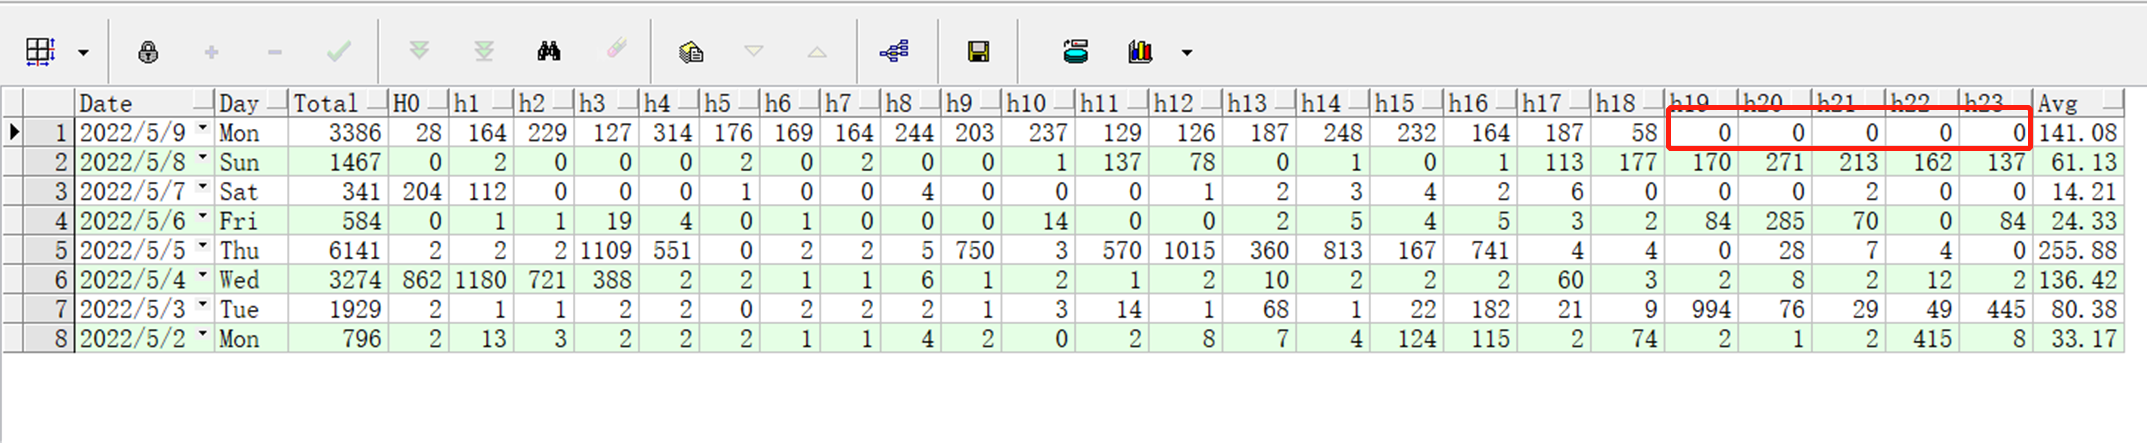 Date Day Total H0 h1 h2 h3 h4 h5 h6 h7 h8 h9 h10 h11 h12 h13 h14 h15 h16 h17 h18 h19 h20 h21 h22 h23 Avg
1 2022/5/9 Mon 3386 28 164 229 127 314 176 169 164 244 203 237 129 126 187 248 232 164 187 58 0 0 0 0 0 141.08
2 2022/5/8 Sun 1467 0 2 0 0 0 2 0 2 0 0 1 137 78 0 1 0 1 113 177 170 271 213 162 137 61.13
3 2022/5/7 Sat 341 204 112 0 0 0 1 0 0 4 0 0 0 1 2 3 4 2 6 0 0 0 2 0 0 14.21
4 2022/5/6 Fri 584 0 1 1 19 4 0 1 0 0 0 14 0 0 2 5 4 5 3 2 84 285 70 0 84 24.33
5 2022/5/5 Thu 6141 2 2 2 1109 551 0 2 2 5 750 3 570 1015 360 813 167 741 4 4 0 28 7 4 0 255.88
6 2022/5/4 Wed 3274 862 1180 721 388 2 2 1 1 6 1 2 1 2 10 2 2 2 60 3 2 8 2 12 2 136.42
7 2022/5/3 Tue 1929 2 1 1 2 2 0 2 2 2 1 3 14 1 68 1 22 182 21 9 994 76 29 49 445 80.38
8 2022/5/2 Mon 796 2 13 3 2 2 2 1 1 4 2 0 2 8 7 4 124 115 2 74 2 1 2 415 8 33.17